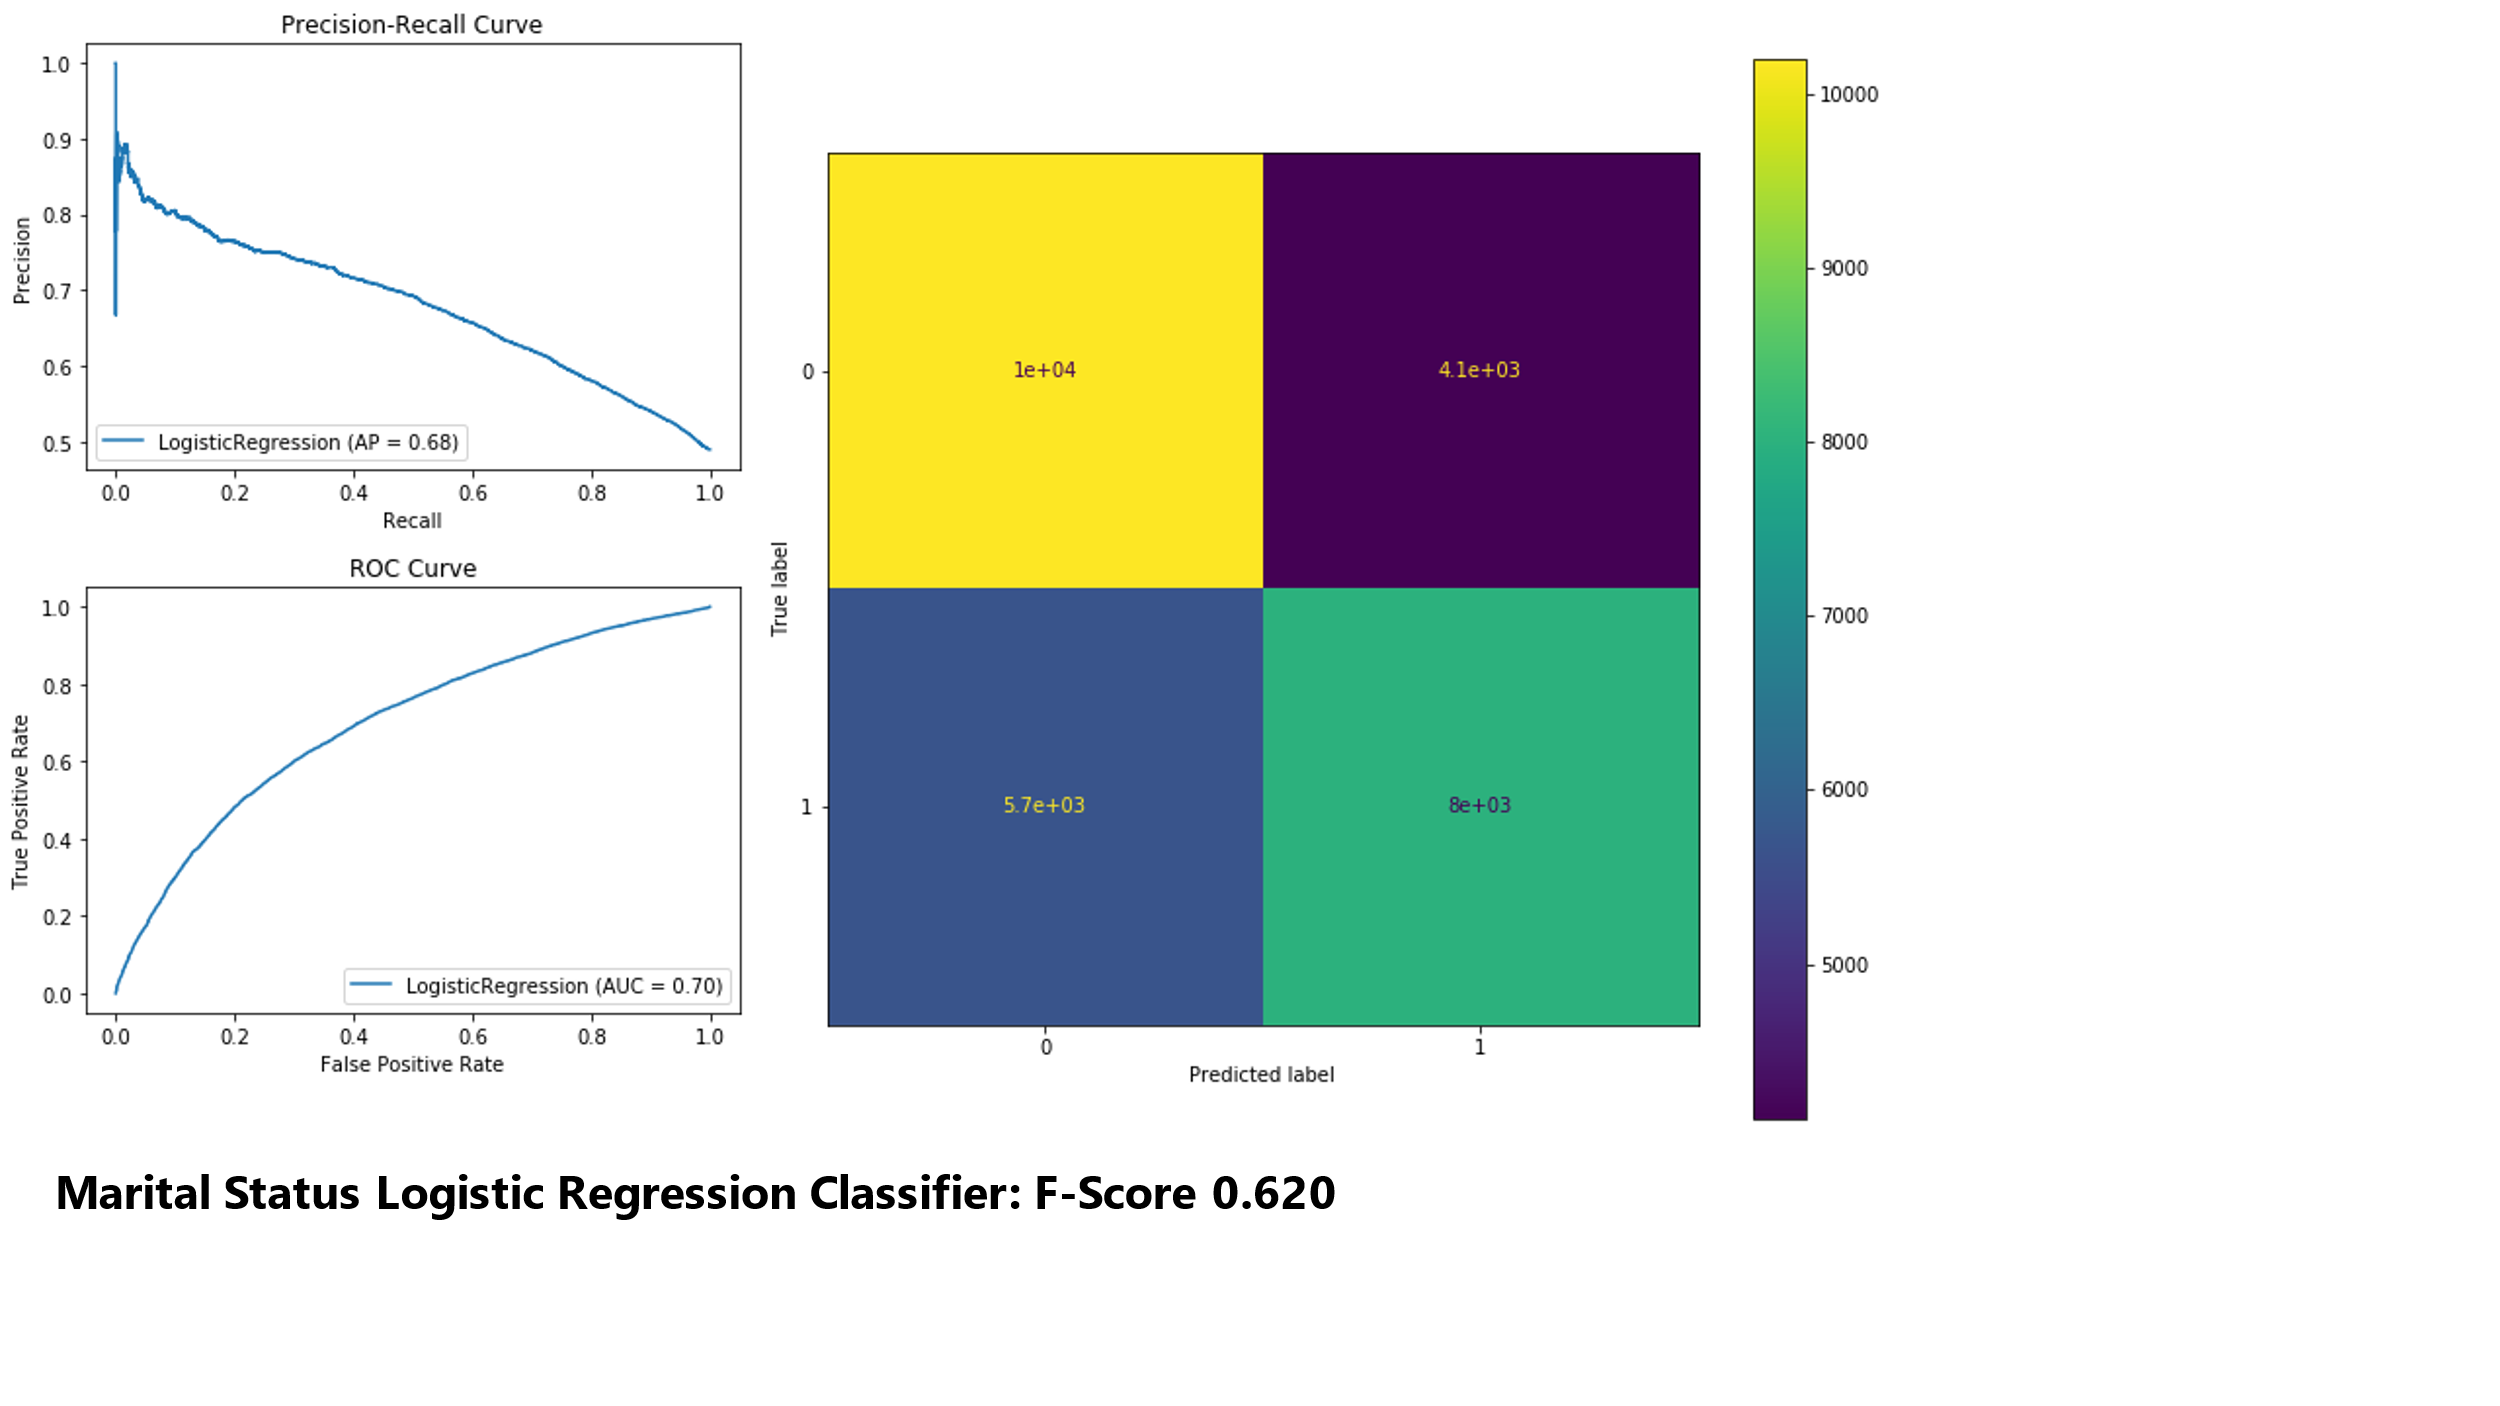 Precision-Recall Curve
1.0
0.9
0.8
0.7
0.6
0.5
Precision
LogisticRegression (AP = 0.68)
0.0 0.2 0.4 0.6 0.8 1.0
Recall
ROC Curve
1.0
0.8
0.6
0.4
0.2
0.0
True Positive Rate
LogisticRegression (AUC = 0.70)
0.0 0.2 0.4 0.6 0.8 1.0
False Positive Rate
True label
0
1
1e+04 4.1e+03
5.7e+03 8e+03
0 1
Predicted label
10000
9000
8000
7000
6000
5000
Marital Status Logistic Regression Classifier: F-Score 0.620